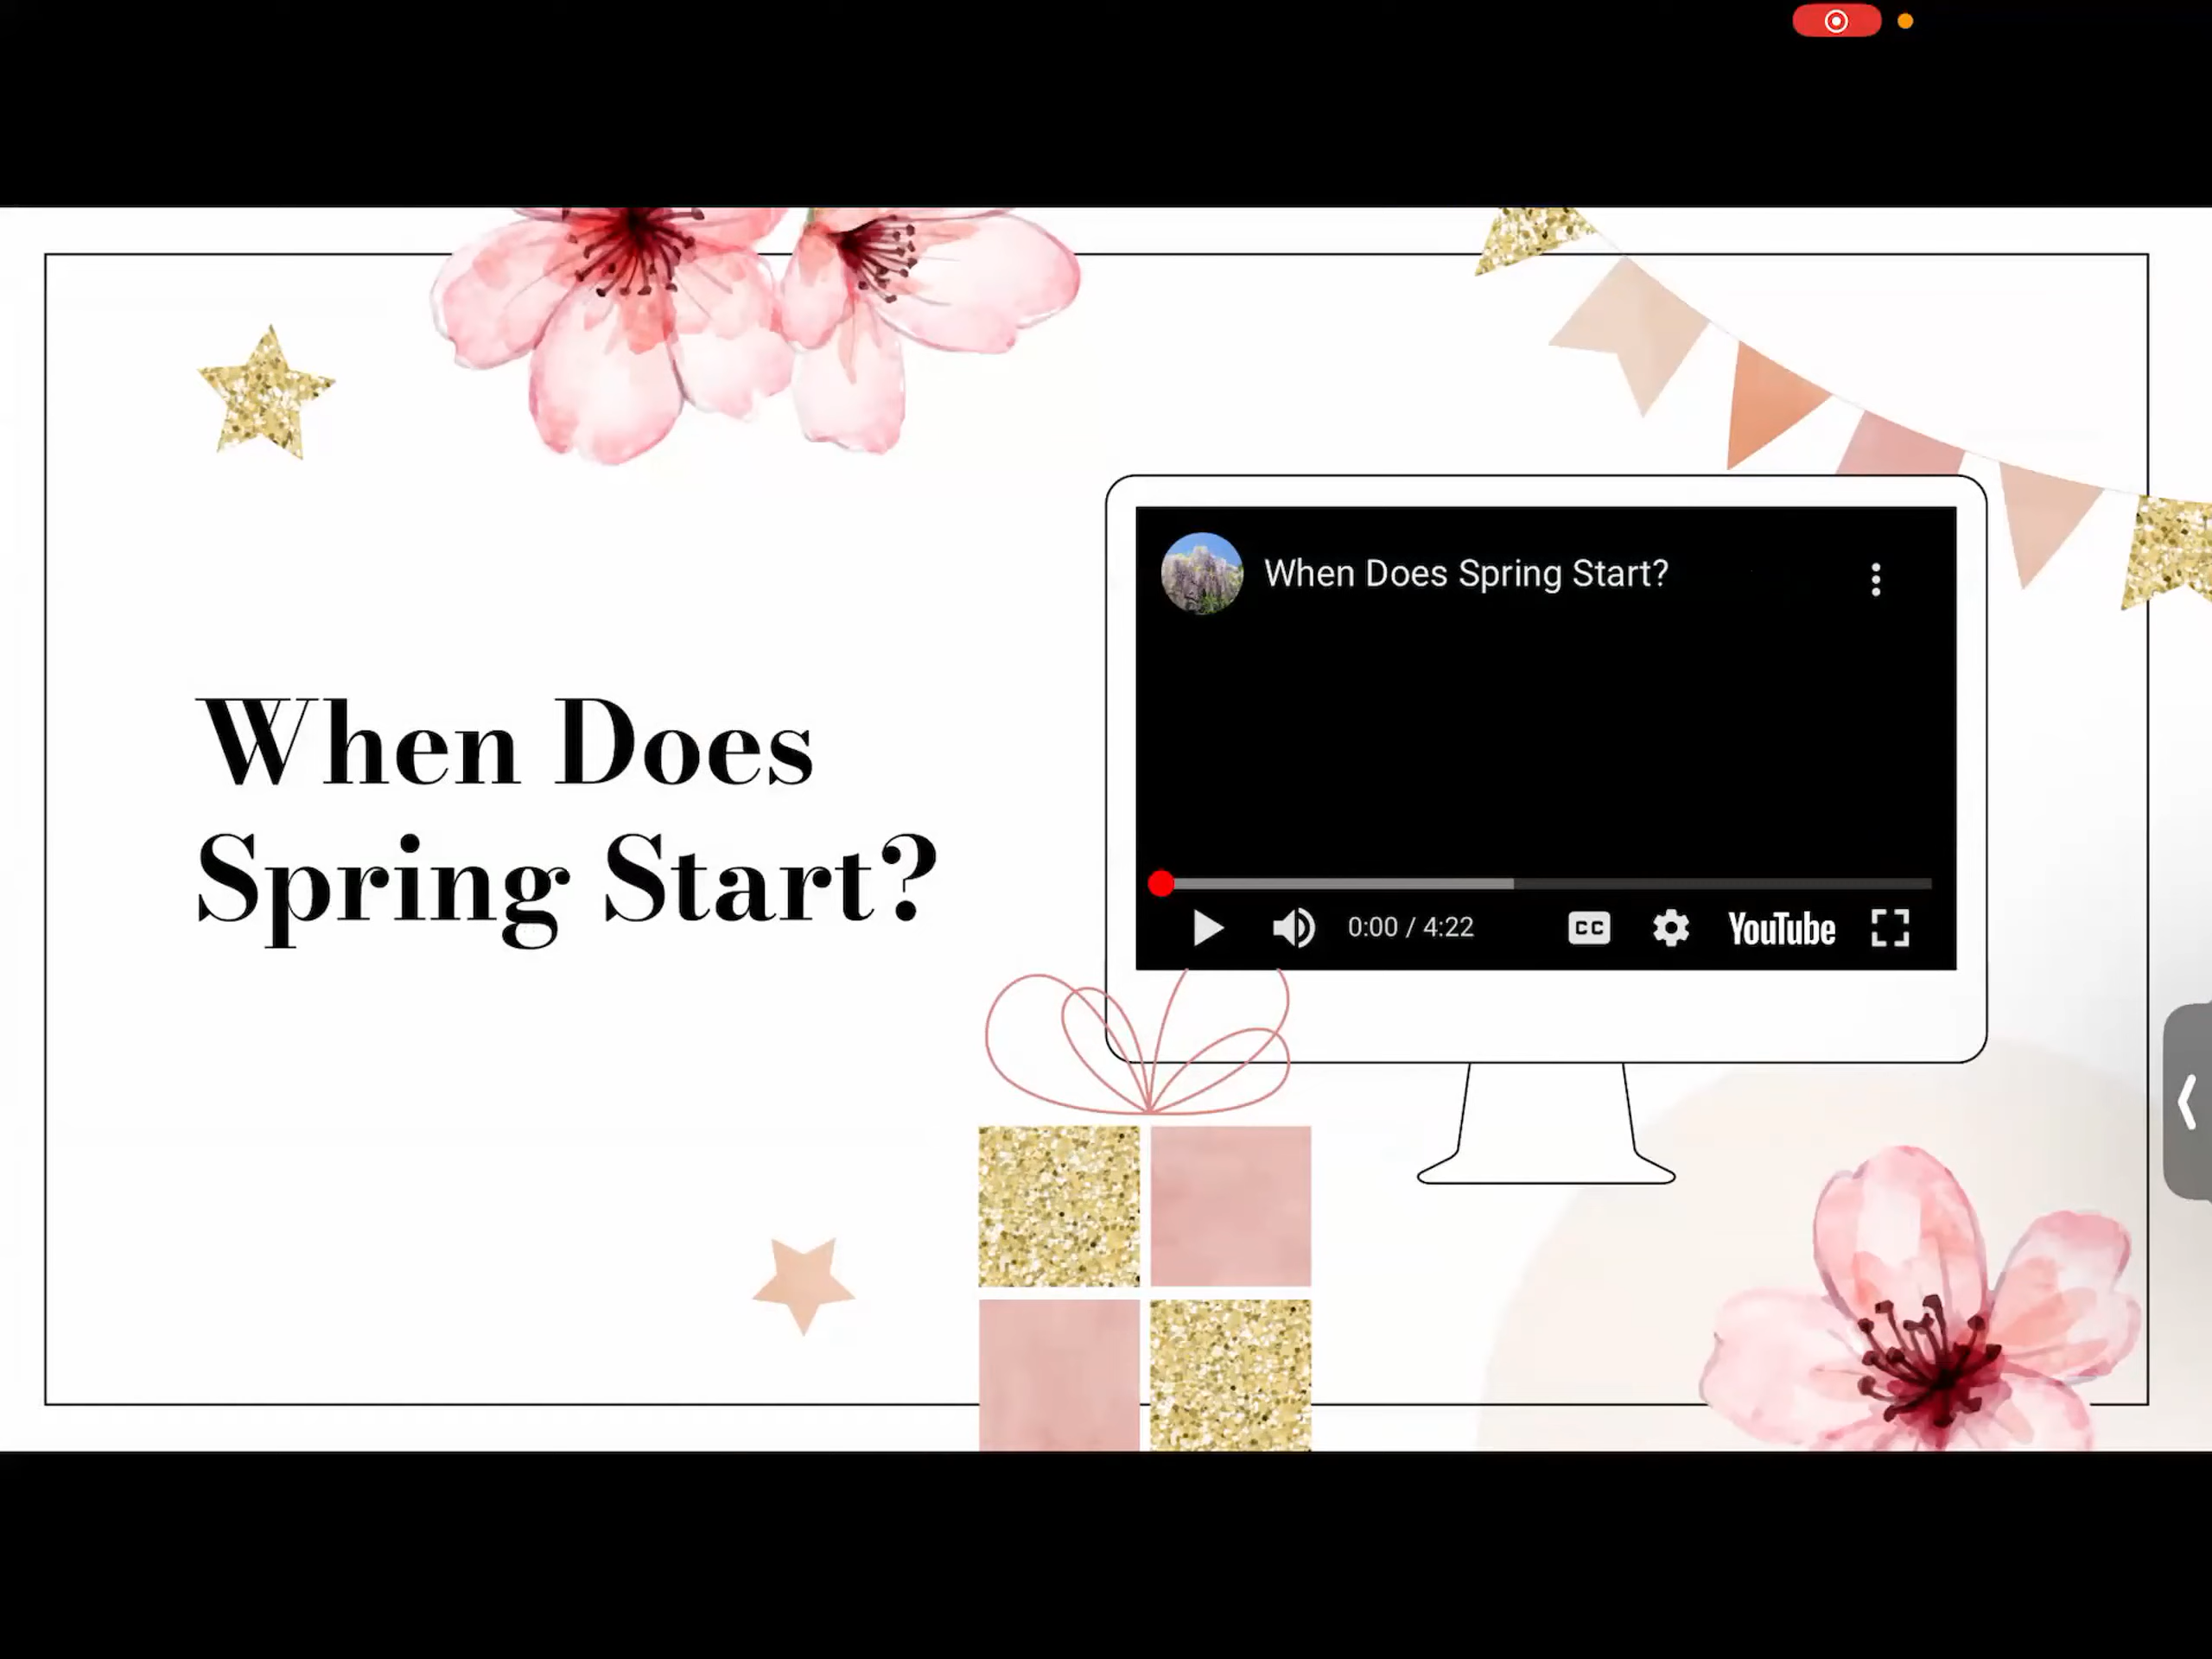 When Does
Spring Start?
When Does Spring Start?
0:00 / 4:22
CC
YouTube